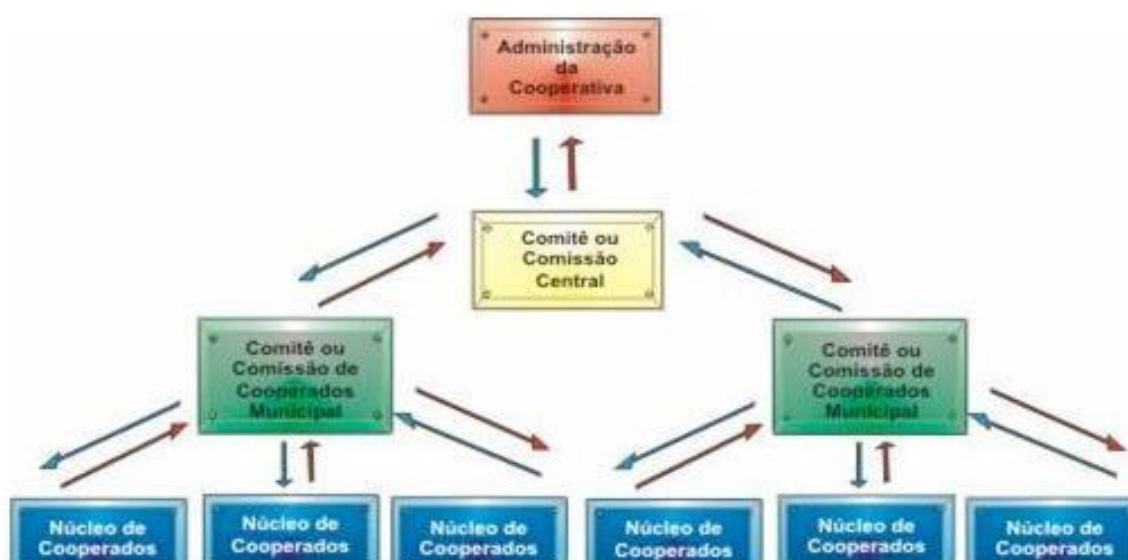 Administração
da
Cooperativa
Comitê ou
Comissão
Central
Comitê ou
Comissão de
Cooperados
Municipal
Comitê ou
Comissão de
Cooperados
Municipal
Núcleo de
Cooperados
Núcleo de
Cooperados
Núcleo de
Cooperados
Núcleo de
Cooperados
Núcleo de
Cooperados
Núcleo de
Cooperados